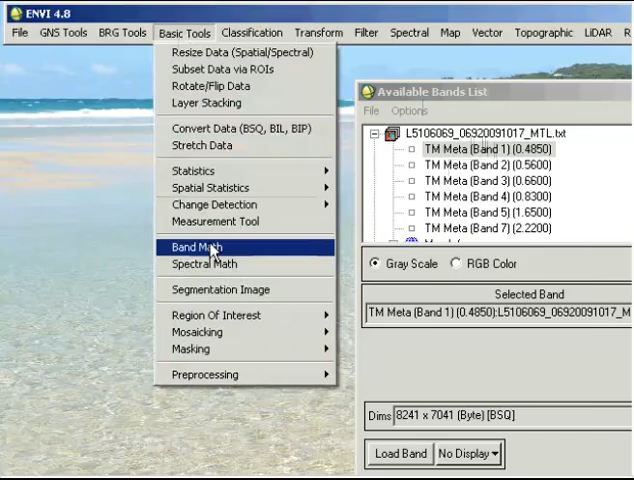 ENVI 4.8
File GNS Tools BRG Tools Basic Tools Classification Transform Filter Spectral Map Vector Topographic LiDAR R
Resize Data (Spatial/Spectral)
Subset Data via ROIs
Rotate/Flip Data
Layer Stacking
Convert Data (BSQ, BIL, BIP)
Stretch Data
Statistics
Spatial Statistics
Change Detection
Measurement Tool
Band Math
Spectral Math
Segmentation Image
Region Of Interest
Mosaicking
Masking
Preprocessing
Available Bands List
File Options
L5106069_06920091017_MTL.txt
TM Meta (Band 1) (0.4850)
TM Meta (Band 2) (0.5600)
TM Meta (Band 3) (0.6600)
TM Meta (Band 4) (0.8300)
TM Meta (Band 5) (1.6500)
TM Meta (Band 7) (2.2200)
Gray Scale RGB Color
Selected Band
TM Meta (Band 1) (0.4850):L5106069_06920091017_M
Dims 8241 x 7041 (Byte) [BSQ]
Load Band No Display